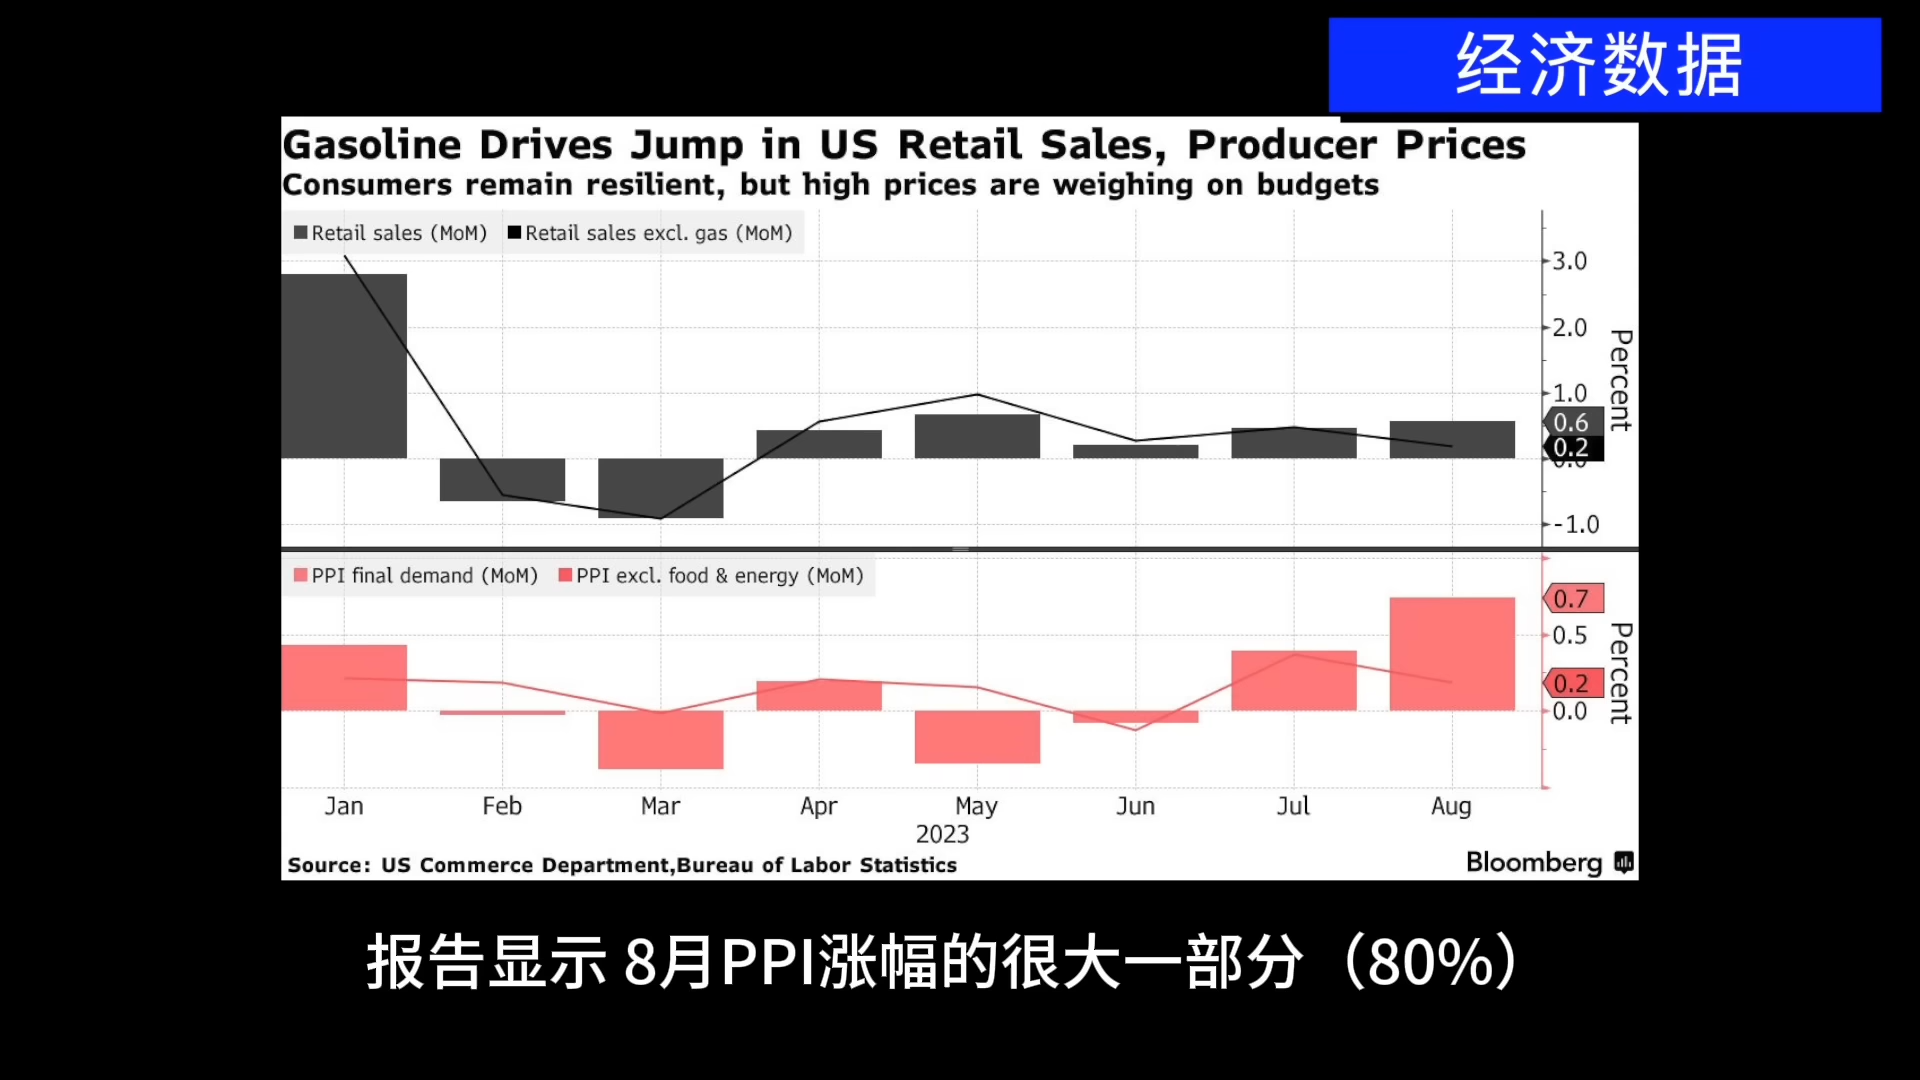 经济数据
Gasoline Drives Jump in US Retail Sales, Producer Prices
Consumers remain resilient, but high prices are weighing on budgets
Retail sales (MoM) Retail sales excl. gas (MoM)
3.0
2.0
1.0
0.6
0.2
0.0
-1.0
Percent
PPI final demand (MoM) PPI excl. food & energy (MoM)
0.7
0.5
0.2
0.0
Percent
Jan Feb Mar Apr May Jun Jul Aug
2023
Source: US Commerce Department,Bureau of Labor Statistics
Bloomberg
报告显示 8月PPI涨幅的很大一部分（80%）